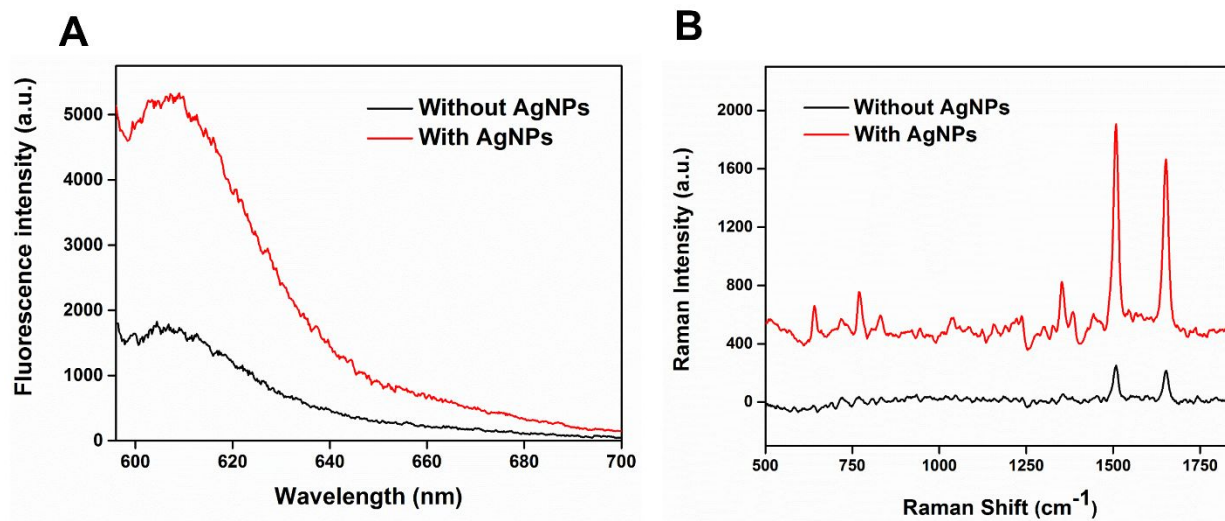 A
Fluorescence intensity (a.u.)
5000
4000
3000
2000
1000
0
Without AgNPs
With AgNPs
600 620 640 660 680 700
Wavelength (nm)
B
Raman Intensity (a.u.)
2000
1600
1200
800
400
0
Without AgNPs
With AgNPs
500 750 1000 1250 1500 1750
Raman Shift (cm⁻¹)